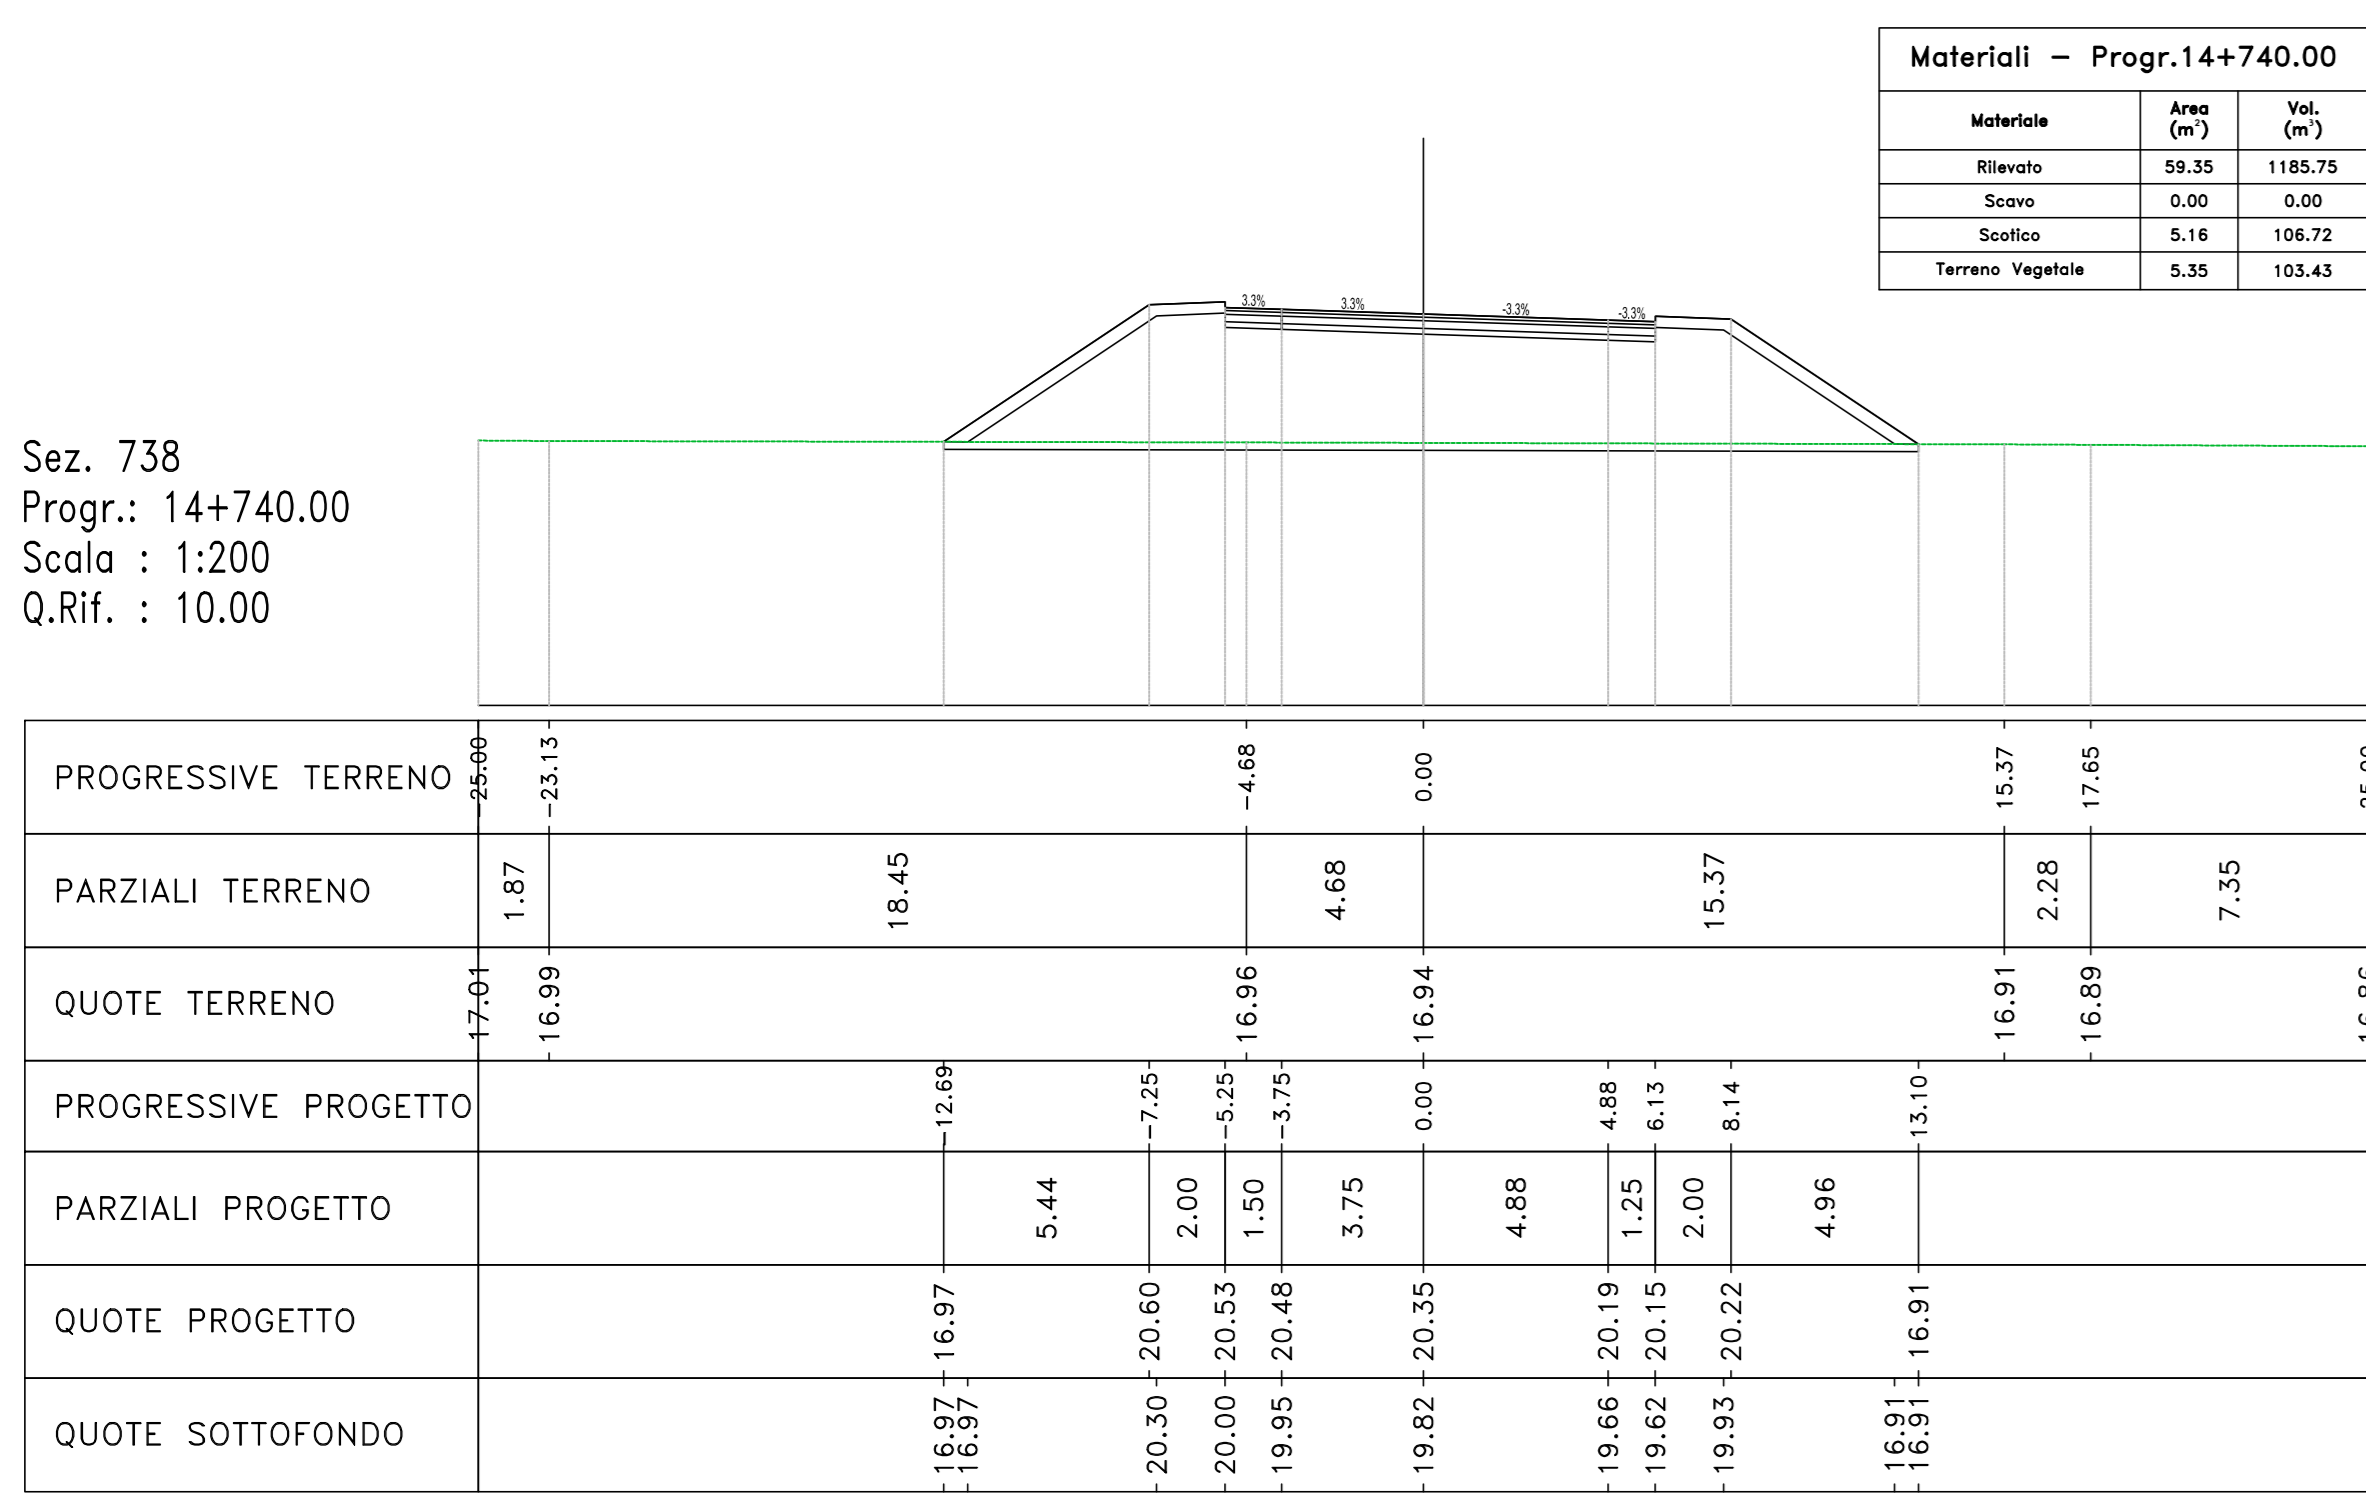 Materiali – Progr.14+740.00
Materiale Area (m²) Vol. (m³)
Rilevato 59.35 1185.75
Scavo 0.00 0.00
Scotico 5.16 106.72
Terreno Vegetale 5.35 103.43
3.3% 3.3% -3.3% -3.3%
Sez. 738
Progr.: 14+740.00
Scala : 1:200
Q.Rif. : 10.00
PROGRESSIVE TERRENO -25.00 -23.13 -4.68 0.00 15.37 17.65
PARZIALI TERRENO 1.87 18.45 4.68 15.37 2.28 7.35
QUOTE TERRENO 17.01 16.99 16.96 16.94 16.91 16.89
PROGRESSIVE PROGETTO -12.69 -7.25 -5.25 -3.75 0.00 4.88 6.13 8.14 13.10
PARZIALI PROGETTO 5.44 2.00 1.50 3.75 4.88 1.25 2.00 4.96
QUOTE PROGETTO 16.97 20.60 20.53 20.48 20.35 20.19 20.15 20.22 16.91
QUOTE SOTTOFONDO 16.97 16.97 20.30 20.00 19.95 19.82 19.66 19.62 19.93 16.91 16.91